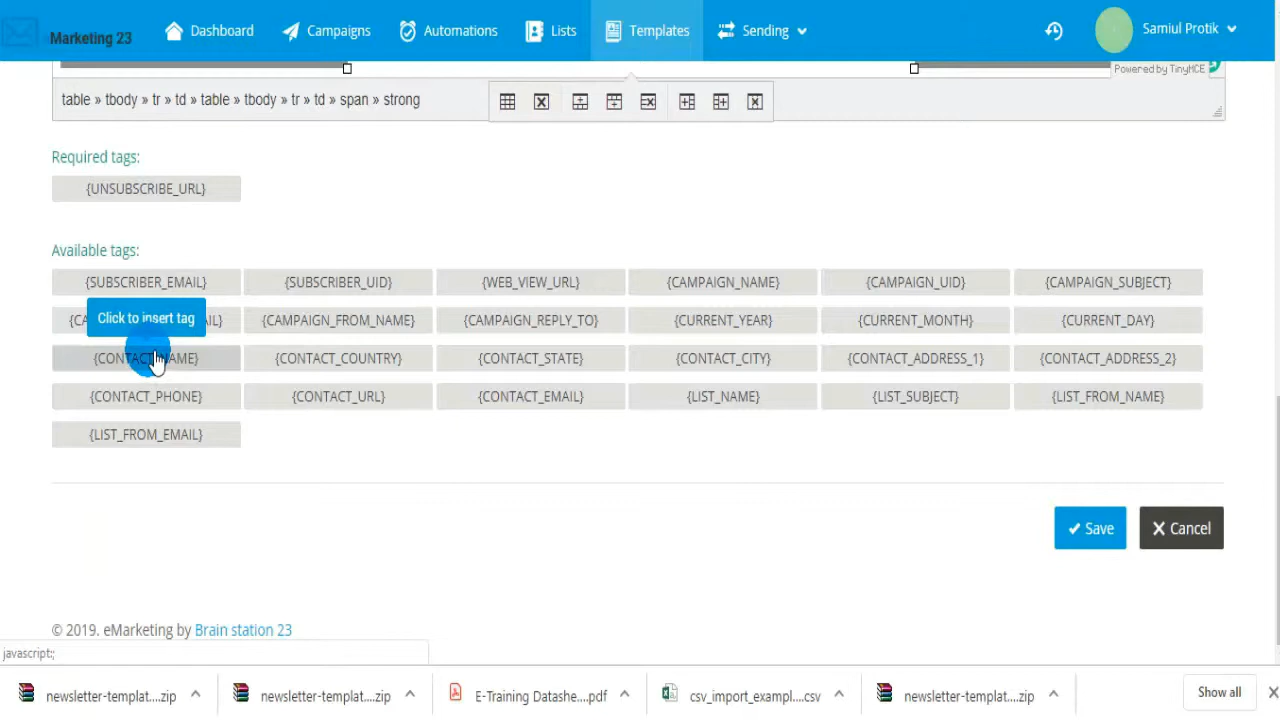 Marketing 23 Dashboard Campaigns Automations Lists Templates Sending Samiul Protik
Powered by TinyMCE
table » tbody » tr » td » table » tbody » tr » td » span » strong
Required tags:
{UNSUBSCRIBE_URL}
Available tags:
{SUBSCRIBER_EMAIL} {SUBSCRIBER_UID} {WEB_VIEW_URL} {CAMPAIGN_NAME} {CAMPAIGN_UID} {CAMPAIGN_SUBJECT}
Click to insert tag
{CAMPAIGN_FROM_NAME} {CAMPAIGN_REPLY_TO} {CURRENT_YEAR} {CURRENT_MONTH} {CURRENT_DAY}
{CONTACT_NAME} {CONTACT_COUNTRY} {CONTACT_STATE} {CONTACT_CITY} {CONTACT_ADDRESS_1} {CONTACT_ADDRESS_2}
{CONTACT_PHONE} {CONTACT_URL} {CONTACT_EMAIL} {LIST_NAME} {LIST_SUBJECT} {LIST_FROM_NAME}
{LIST_FROM_EMAIL}
Save Cancel
© 2019. eMarketing by Brain station 23
javascript:;
newsletter-templat....zip newsletter-templat....zip E-Training Datashe....pdf csv_import_exampl....csv newsletter-templat....zip Show all